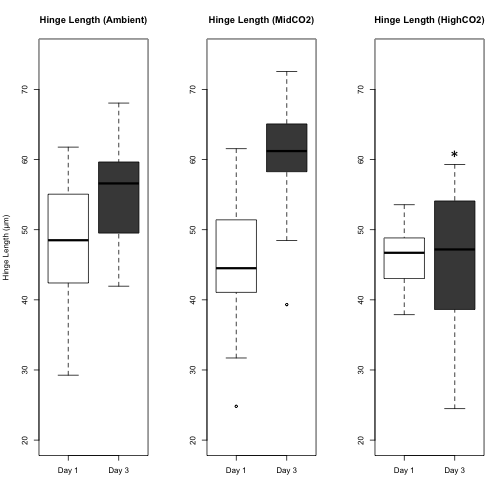 Hinge Length (Ambient)
Hinge Length (MidCO2)
Hinge Length (HighCO2)
Hinge Length (µm)
70
60
50
40
30
20
Day 1
Day 3
70
60
50
40
30
20
Day 1
Day 3
70
60
50
40
30
20
*
Day 1
Day 3